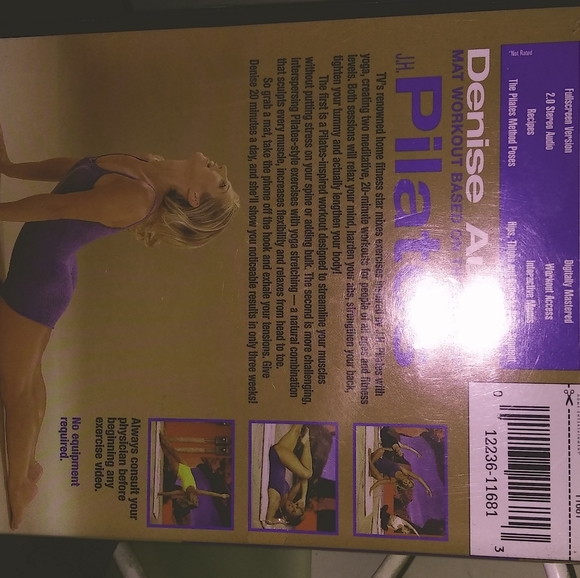 Fullscreen Version
2.0 Stereo Audio
Recipes
The Pilates Method Poses
Digitally Mastered
Workout Access
Interactive
Hips,
*Not Rated
Denise
MAT WORKOUT BASED ON
J.H. Pilat
TV's renowned home fitness star mixes exercises J.H. Pilates with
yoga, creating two meditative, 20-minute workouts for people of all ages and fitness
levels. Both sessions will relax your mind, harden your abs, strengthen your back,
tighten your tummy and actually lengthen your body!
The first is a Pilates-inspired workout designed to streamline your muscles
without putting stress on your spine or adding bulk. The second is more challenging,
interspersing Pilates-style exercises with yoga stretching — a natural combination
that sculpts every muscle, increases flexibility and relaxes from head to toe.
So grab a mat, take the phone off the hook and exhale your tensions. Give
Denise 20 minutes a day, and she'll show you noticeable results in only three weeks!
Always consult your
physician before
beginning any
exercise video.
No equipment
required.
0 12236-11681 3